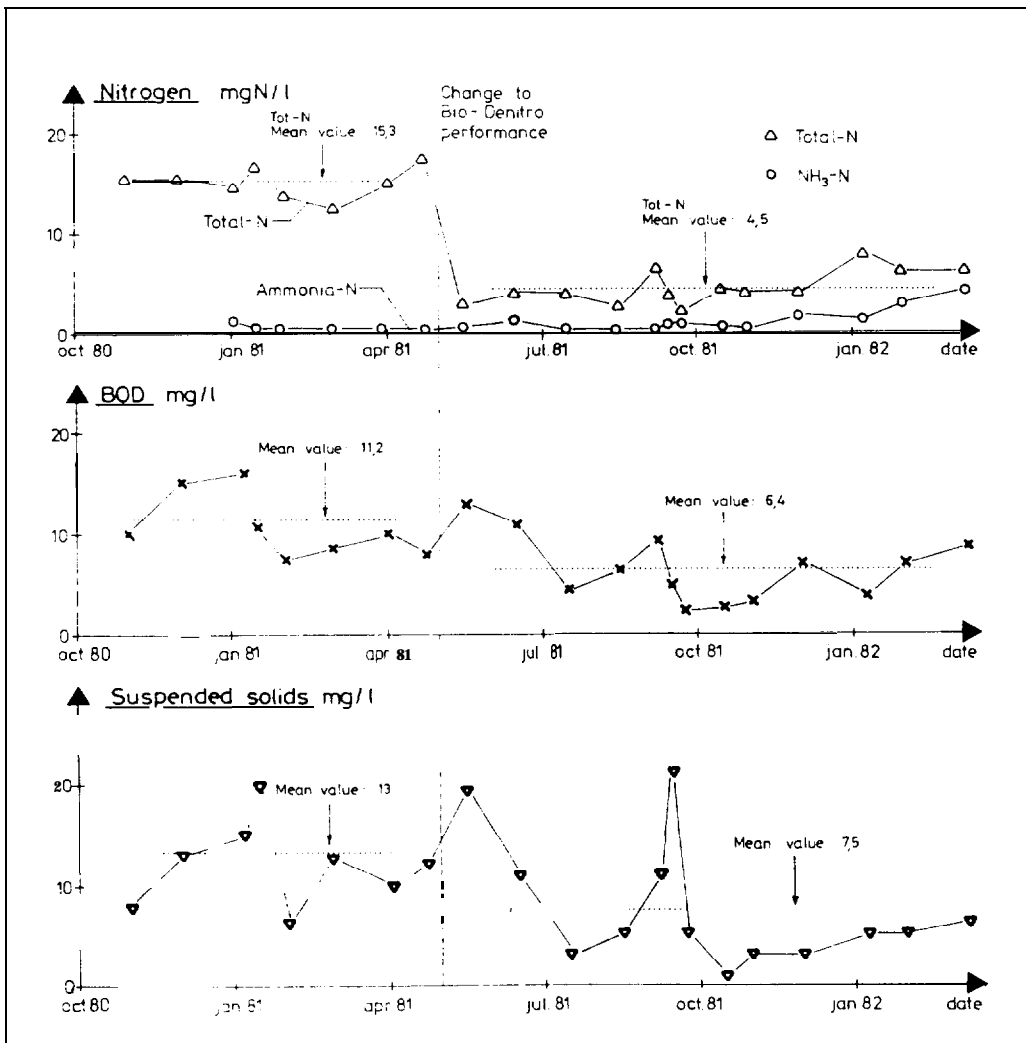 Nitrogen mgN/l
Change to
Bio-Denitro
performance
Tot-N
Mean value 15,3
20
△ Total-N
○ NH₃-N
Total-N
10
Tot-N
Mean value: 4,5
Ammonia-N
0
oct 80 jan 81 apr. 81 jul. 81 oct. 81 jan. 82 date
BOD mg/l
20
Mean value: 11,2
Mean value: 6,4
10
0
oct 80 jan 81 apr 81 jul. 81 oct. 81 jan. 82 date
Suspended solids mg/l
20
Mean value: 13
Mean value 7,5
10
0
oct 80 jan 81 apr 81 jul. 81 oct. 81 jan. 82 date